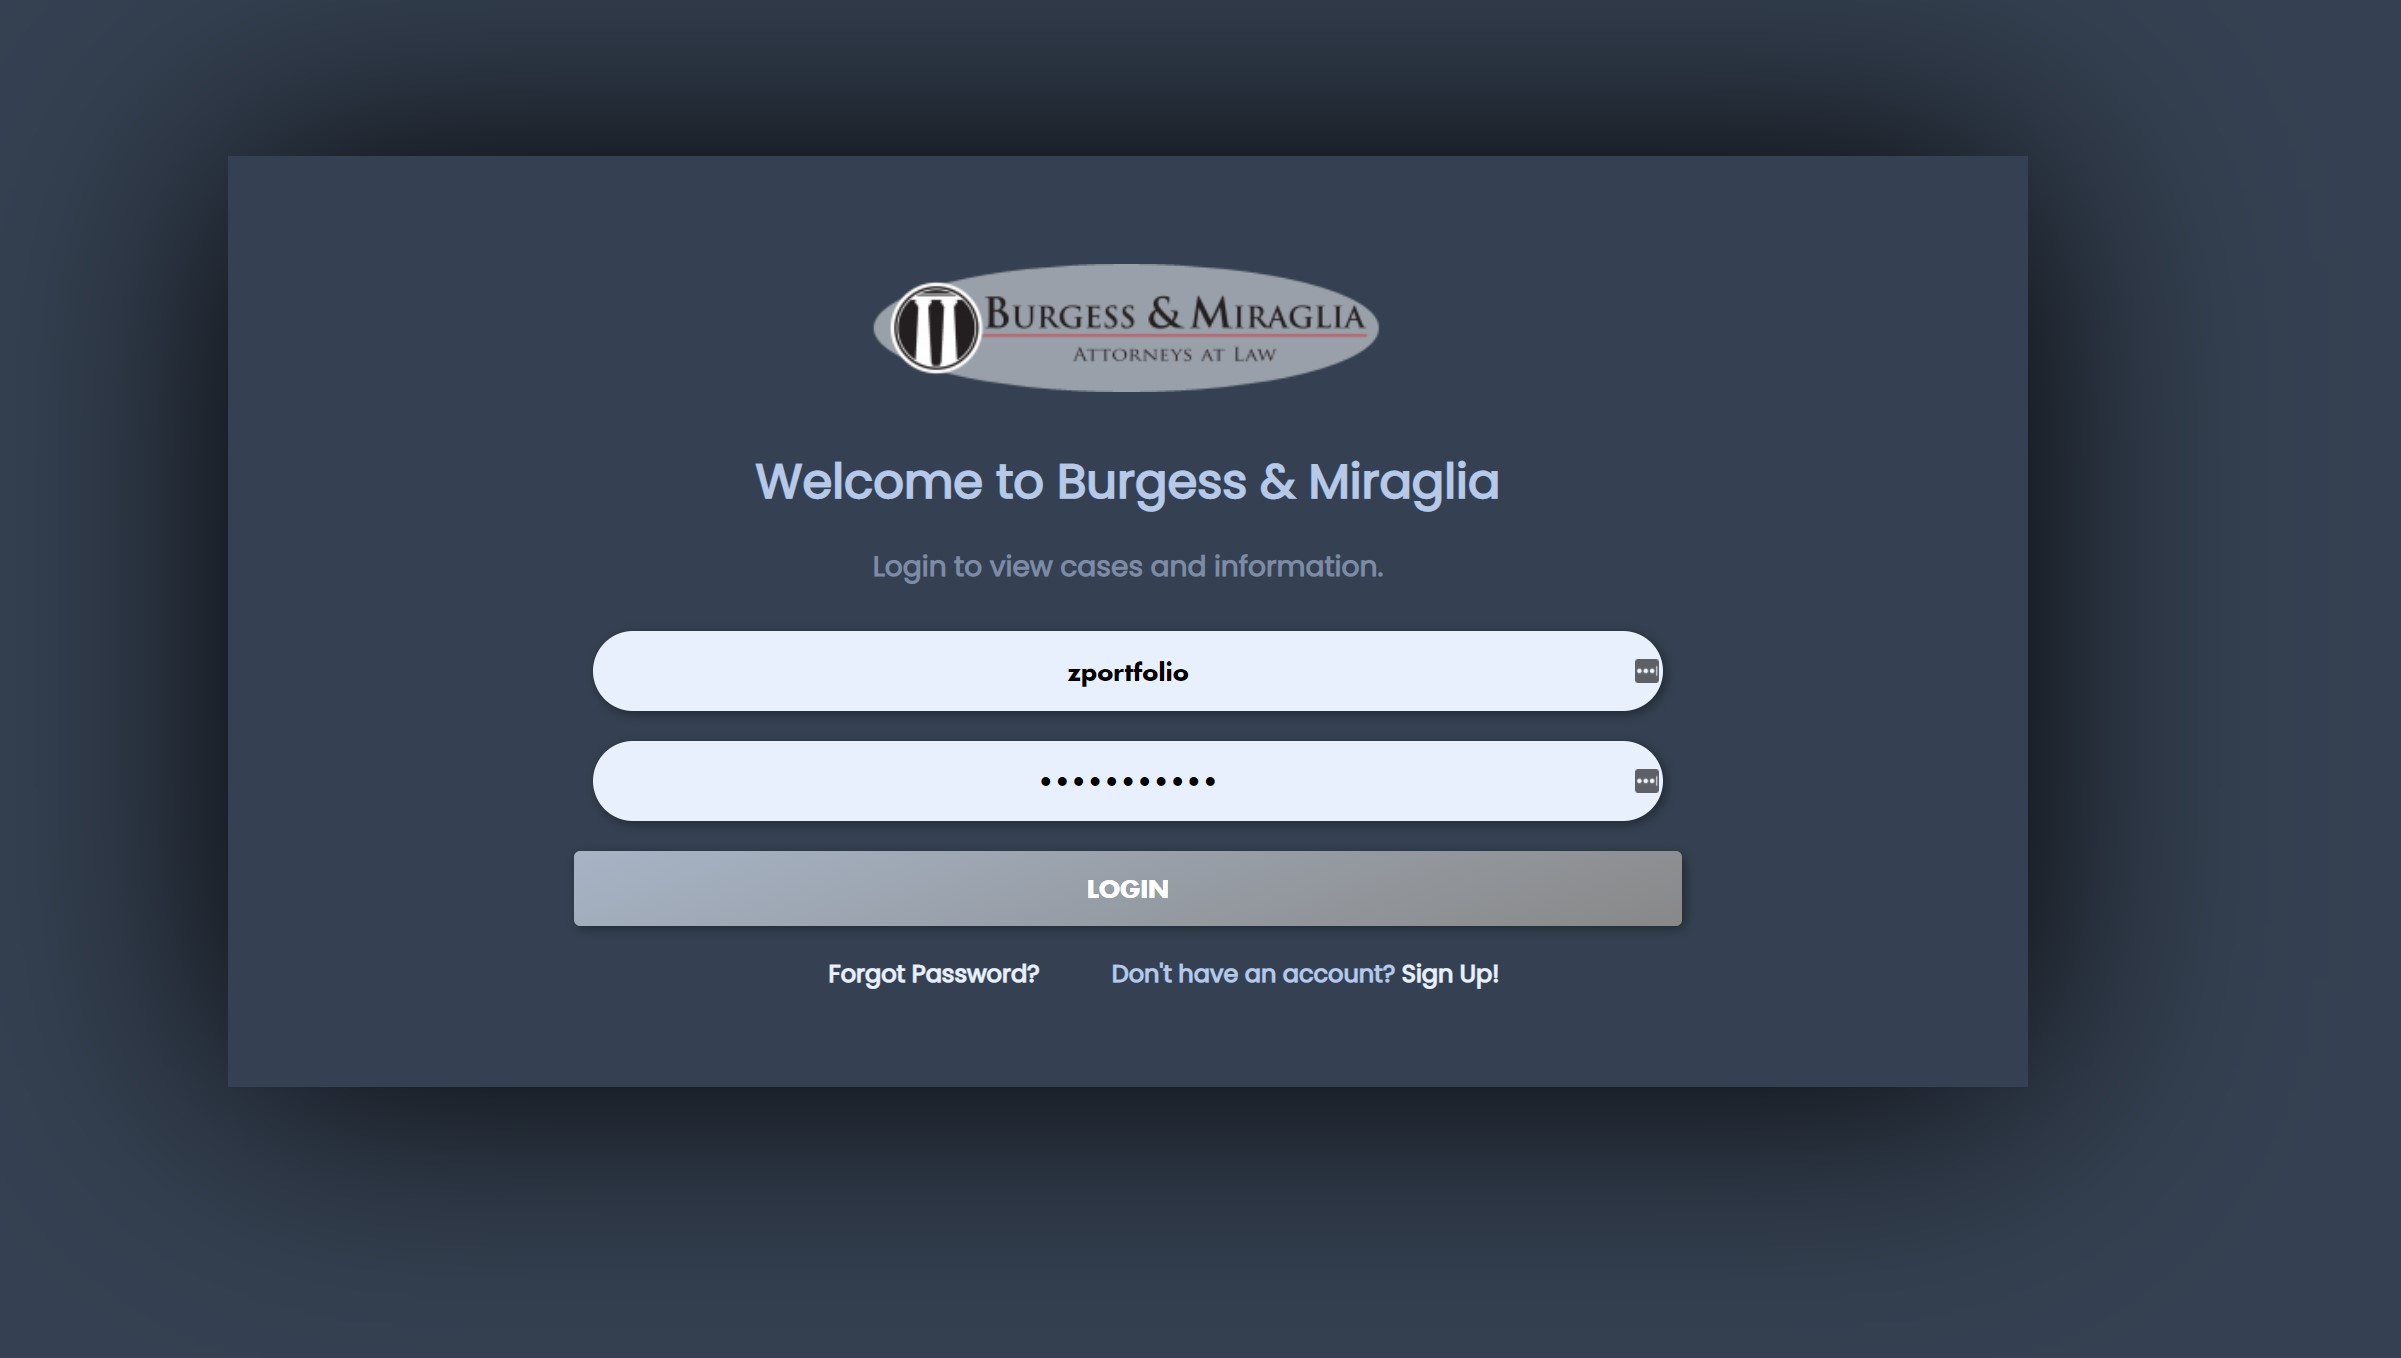 BURGESS & MIRAGLIA
ATTORNEYS AT LAW
Welcome to Burgess & Miraglia
Login to view cases and information.
zportfolio
•••••••••••
LOGIN
Forgot Password? Don't have an account? Sign Up!